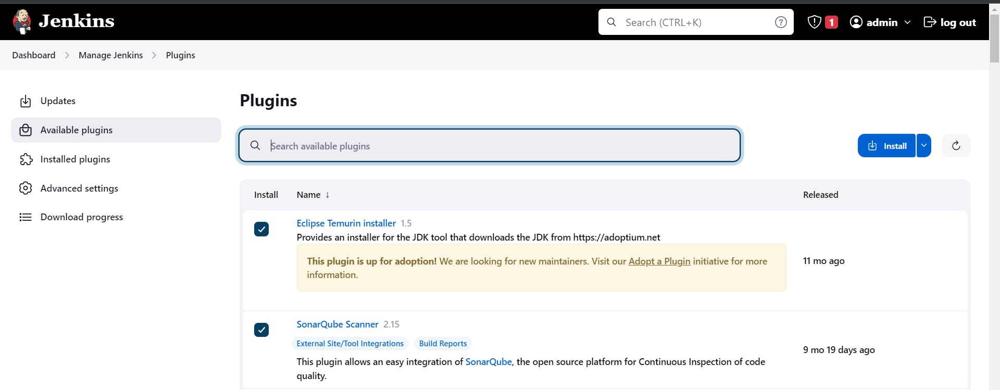 Jenkins
Search (CTRL+K)
1
admin
log out
Dashboard
Manage Jenkins
Plugins
Updates
Available plugins
Installed plugins
Advanced settings
Download progress
Plugins
Search available plugins
Install
Install Name ↓ Released
Eclipse Temurin installer 1.5
Provides an installer for the JDK tool that downloads the JDK from https://adoptium.net
This plugin is up for adoption! We are looking for new maintainers. Visit our Adopt a Plugin initiative for more
information.
11 mo ago
SonarQube Scanner 2.15
External Site/Tool Integrations Build Reports
This plugin allows an easy integration of SonarQube, the open source platform for Continuous Inspection of code
quality.
9 mo 19 days ago